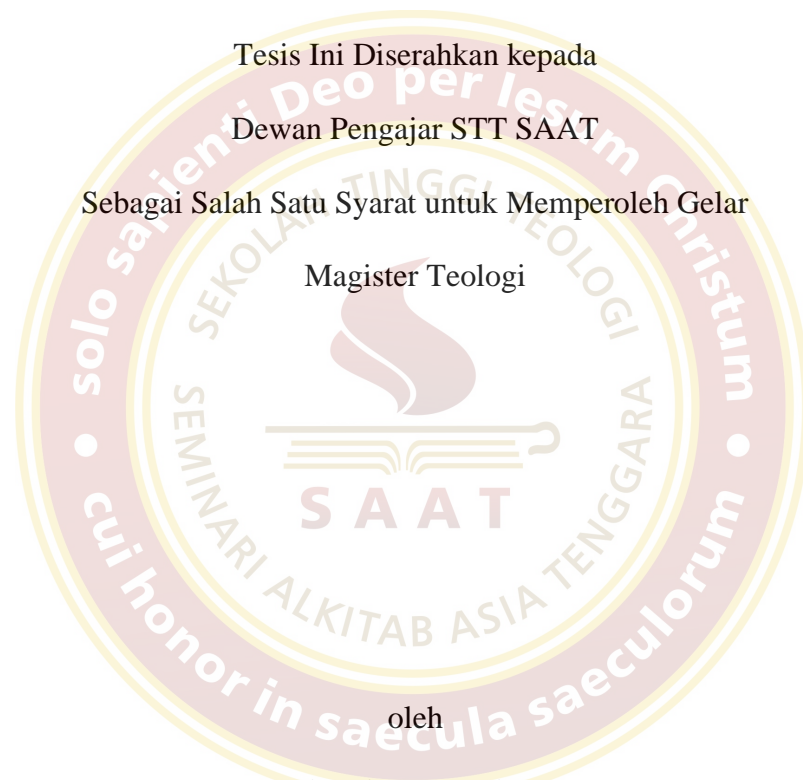 Tesis Ini Diserahkan kepada
Dewan Pengajar STT SAAT
Sebagai Salah Satu Syarat untuk Memperoleh Gelar
Magister Teologi
oleh
solo sapienti Deo per Iesum Christum
cui honor in saecula saeculorum
SEKOLAH TINGGI TEOLOGI
SEMINARI ALKITAB ASIA TENGGARA
SAAT